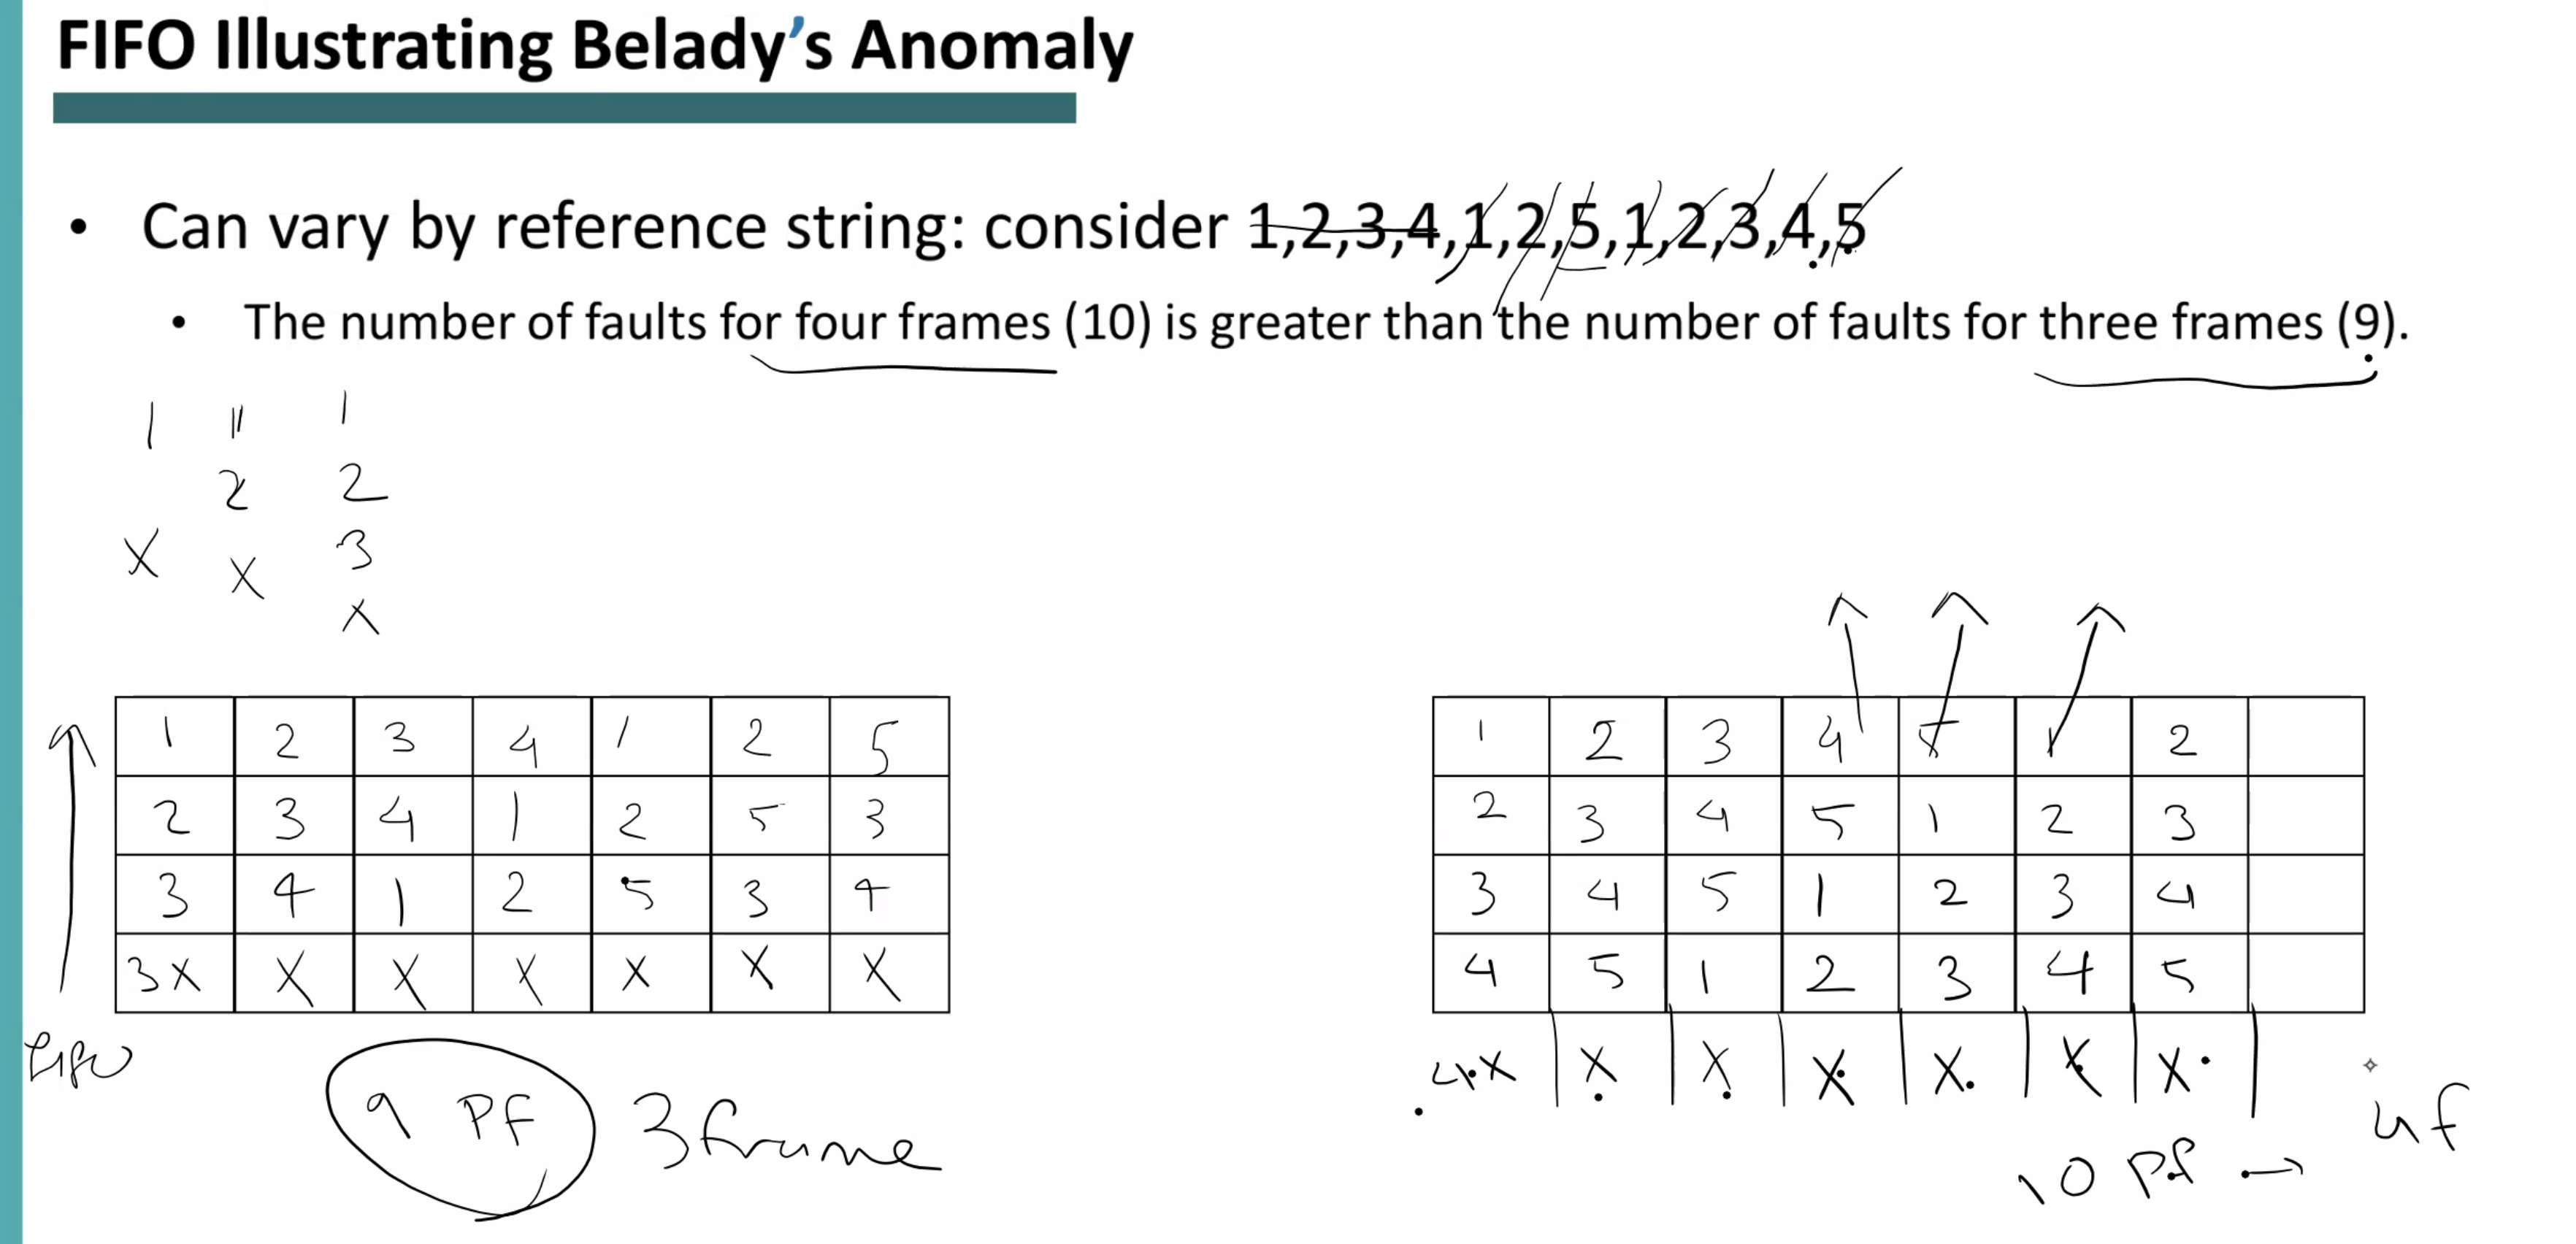 FIFO Illustrating Belady's Anomaly
• Can vary by reference string: consider 1,2,3,4,1,2,5,1,2,3,4,5
• The number of faults for four frames (10) is greater than the number of faults for three frames (9).
1 11 1
2 2
X X 3
X
1 2 3 4 1 2 5
2 3 4 1 2 5 3
3 4 1 2 5 3 4
3X X X X X X X
9 PF 3 frame
1 2 3 4 5 1 2
2 3 4 5 1 2 3
3 4 5 1 2 3 4
4 5 1 2 3 4 5
4X X X X X X X
10 Pf → 4f